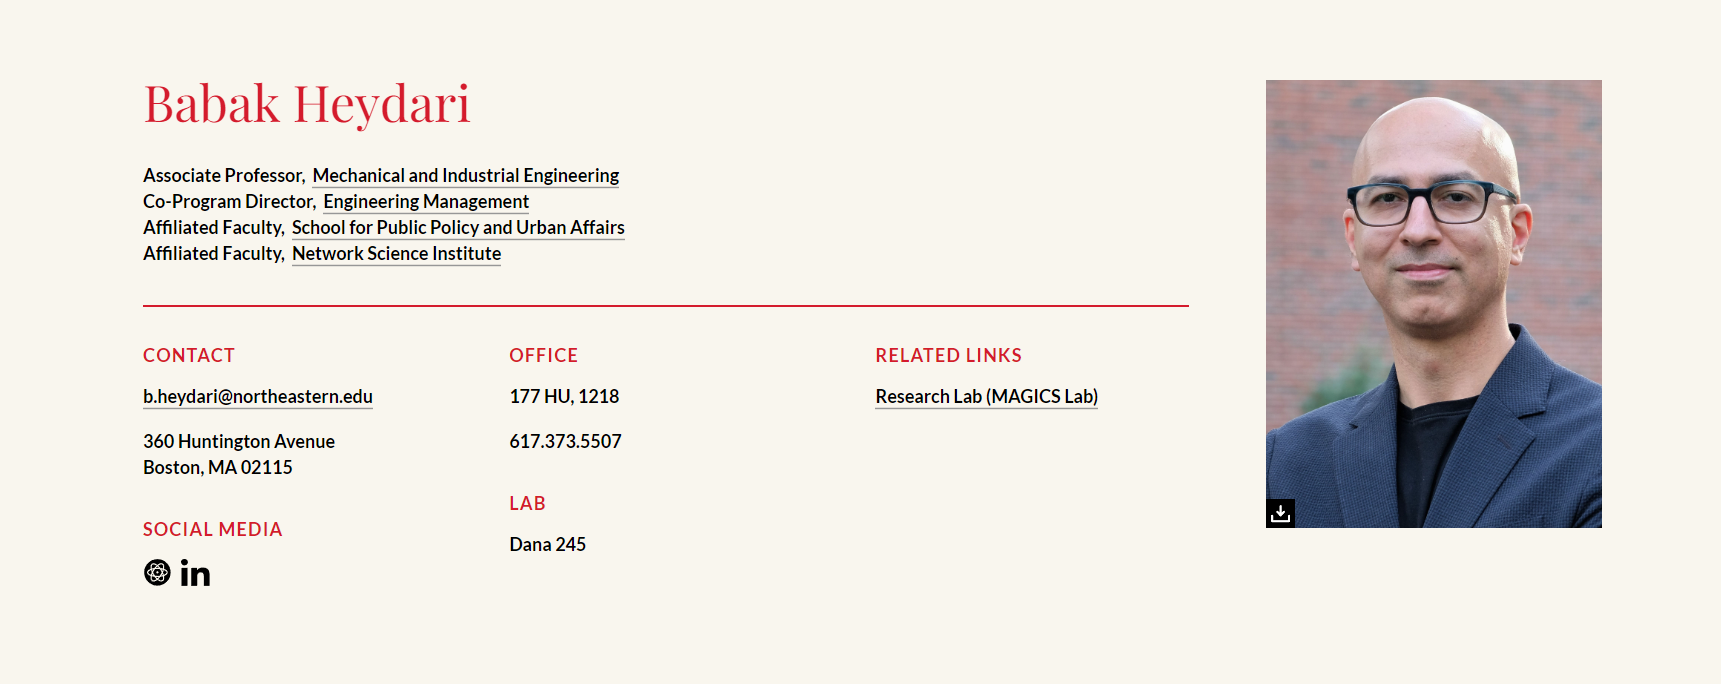 Babak Heydari
Associate Professor, Mechanical and Industrial Engineering
Co-Program Director, Engineering Management
Affiliated Faculty, School for Public Policy and Urban Affairs
Affiliated Faculty, Network Science Institute
CONTACT
b.heydari@northeastern.edu
360 Huntington Avenue
Boston, MA 02115
SOCIAL MEDIA
in
OFFICE
177 HU, 1218
617.373.5507
LAB
Dana 245
RELATED LINKS
Research Lab (MAGICS Lab)